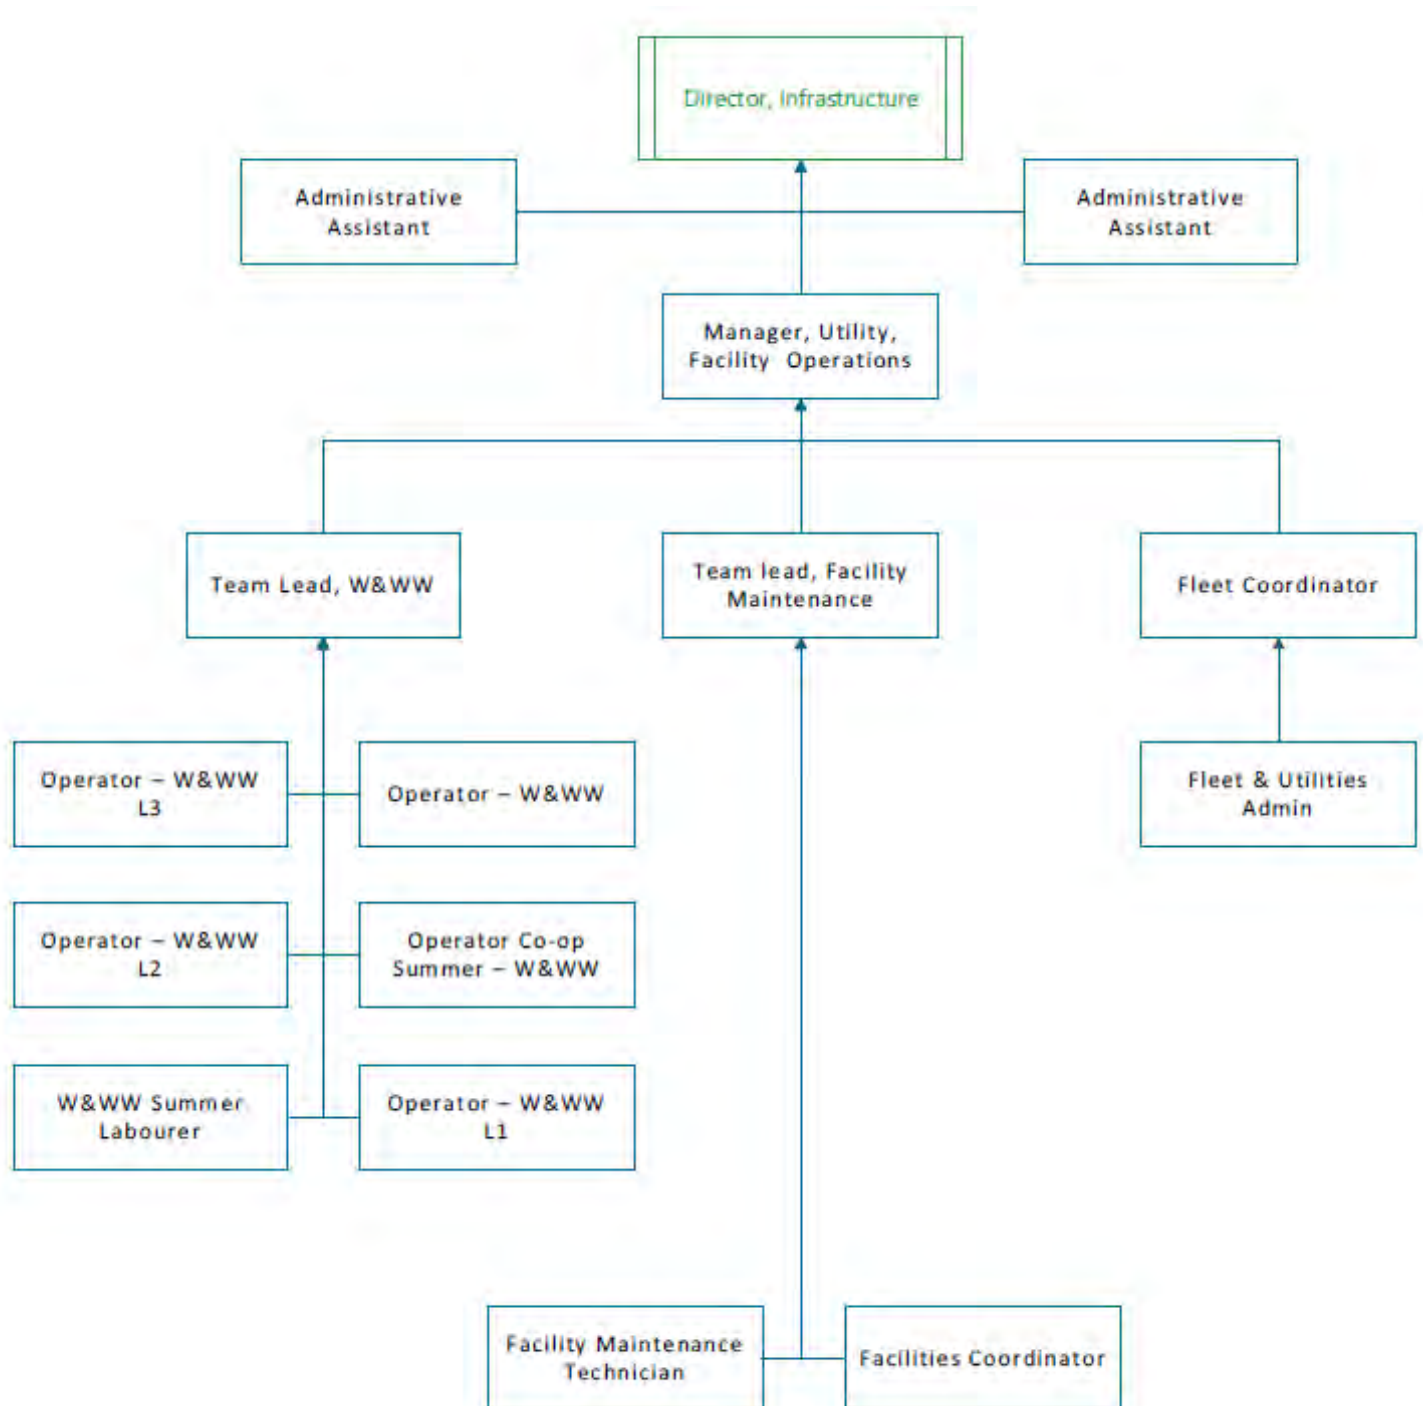 Director, Infrastructure
Administrative
Assistant
Administrative
Assistant
Manager, Utility,
Facility Operations
Team Lead, W&WW
Team lead, Facility
Maintenance
Fleet Coordinator
Operator – W&WW
L3
Operator – W&WW
Fleet & Utilities
Admin
Operator – W&WW
L2
Operator Co-op
Summer – W&WW
W&WW Summer
Labourer
Operator – W&WW
L1
Facility Maintenance
Technician
Facilities Coordinator